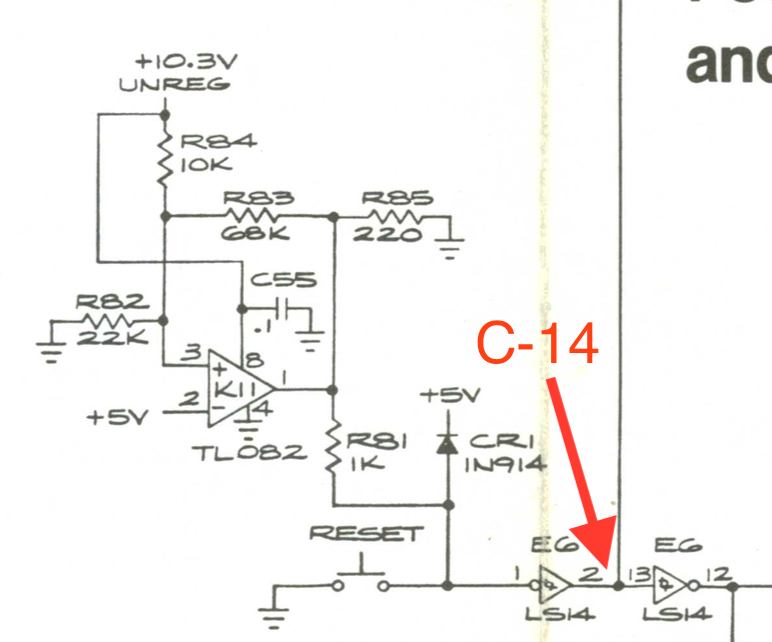 +10.3V
UNREG
and
R84
10K
R83
68K
R85
220
C55
.1
R82
22K
3
+
8
K11
1
+5V
2
-
4
TL082
C-14
+5V
R81
1K
CR1
1N914
RESET
E6
E6
1
2
13
12
LS14
LS14